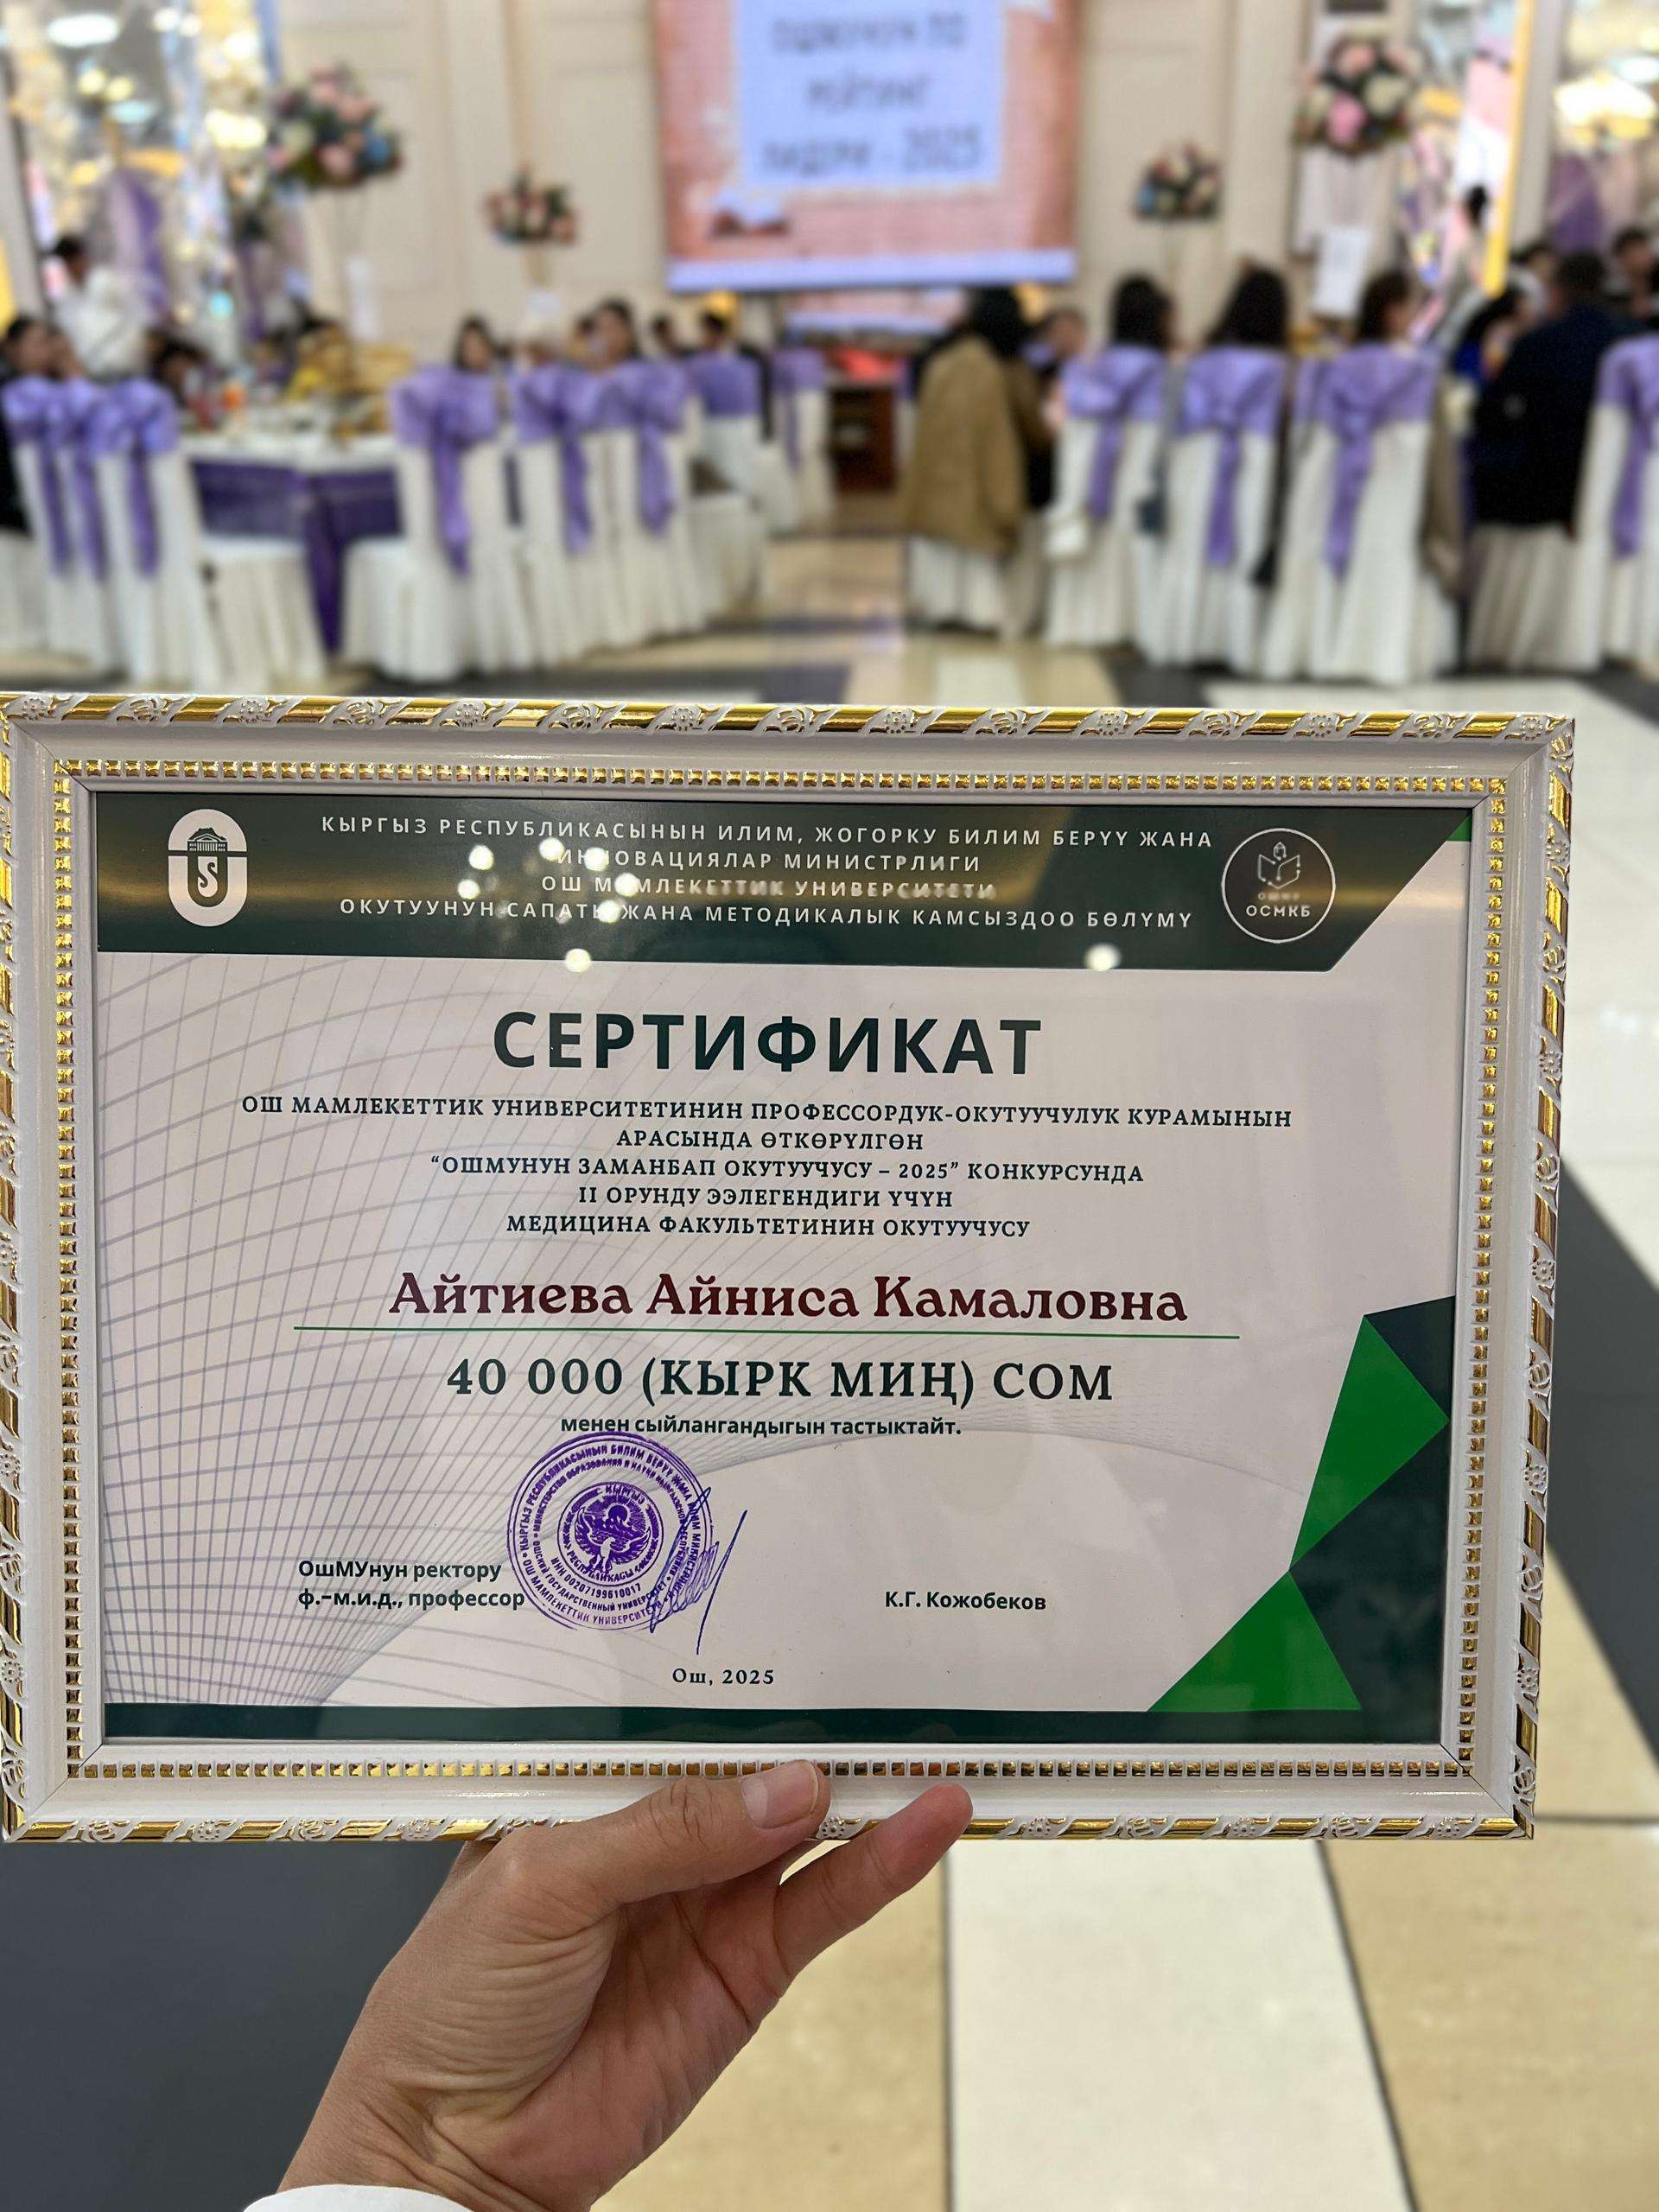 2025
КЫРГЫЗ РЕСПУБЛИКАСЫНЫН ИЛИМ, ЖОГОРКУ БИЛИМ БЕРҮҮ ЖАНА
ИННОВАЦИЯЛАР МИНИСТРЛИГИ
ОШ МАМЛЕКЕТТИК УНИВЕРСИТЕТИ
ОКУТУУНУН САПАТЫ ЖАНА МЕТОДИКАЛЫК КАМСЫЗДОО БӨЛҮМҮ
ОСМКБ
СЕРТИФИКАТ
ОШ МАМЛЕКЕТТИК УНИВЕРСИТЕТИНИН ПРОФЕССОРДУК-ОКУТУУЧУЛУК КУРАМЫНЫН
АРАСЫНДА ӨТКӨРҮЛГӨН
“ОШМУНУН ЗАМАНБАП ОКУТУУЧУСУ – 2025” КОНКУРСУНДА
II ОРУНДУ ЭЭЛЕГЕНДИГИ ҮЧҮН
МЕДИЦИНА ФАКУЛЬТЕТИНИН ОКУТУУЧУСУ
Айтиева Айниса Камаловна
40 000 (КЫРК МИҢ) СОМ
менен сыйлангандыгын тастыктайт.
ОшМУнун ректору
ф.-м.и.д., профессор
К.Г. Кожобеков
ИНН 00207199610017
Ош, 2025